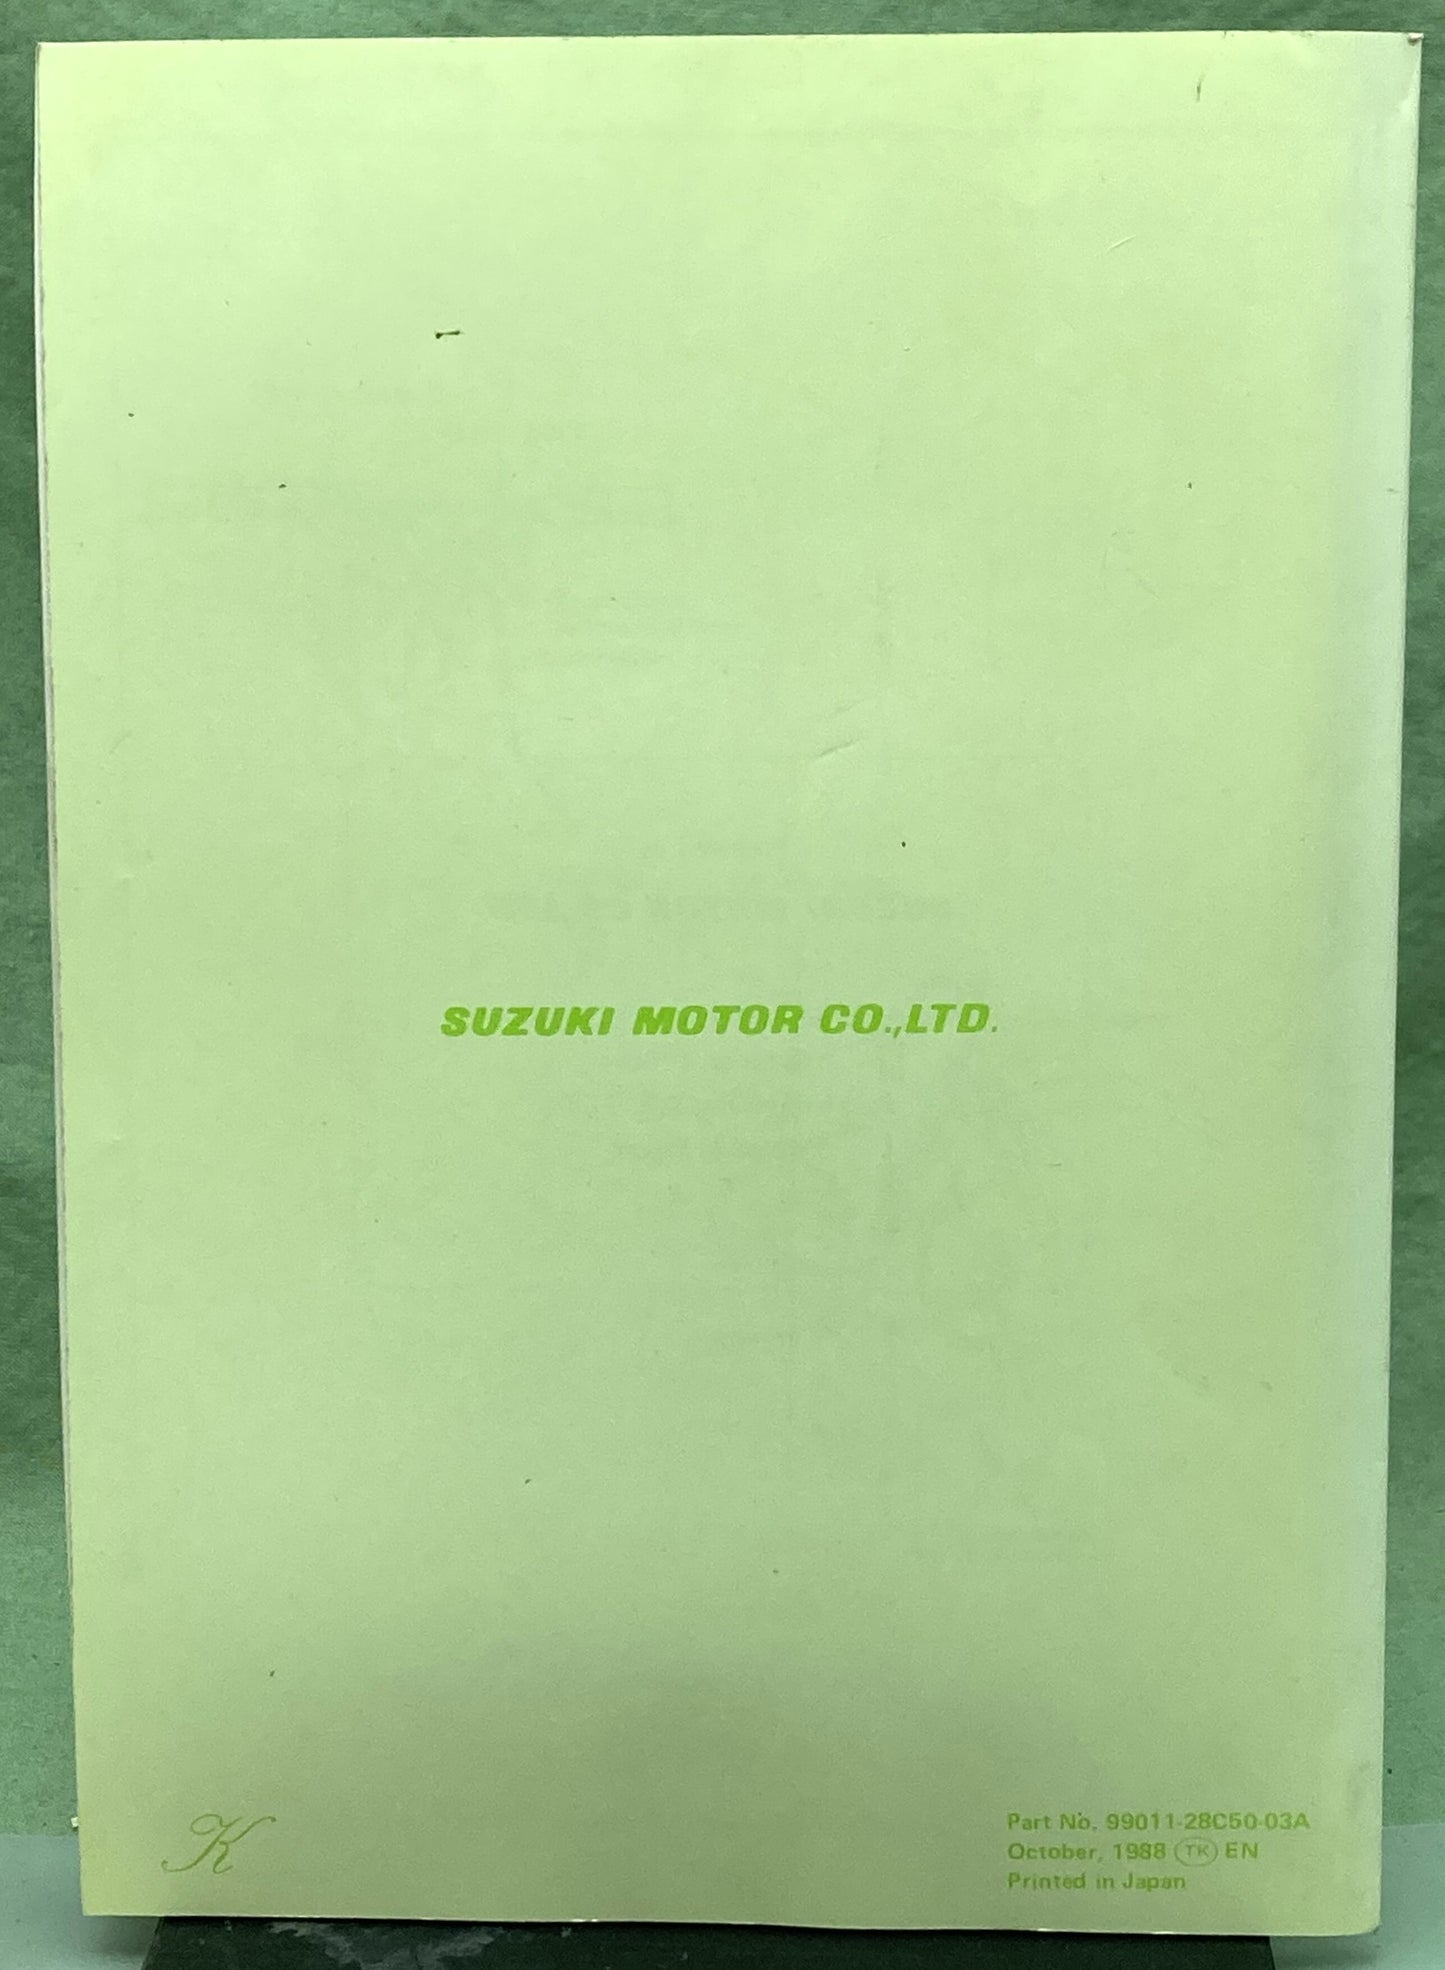 SUZUKI MOTOR CO.,LTD.
K
Part No. 99011-28C50-03A
October, 1988 TK EN
Printed in Japan